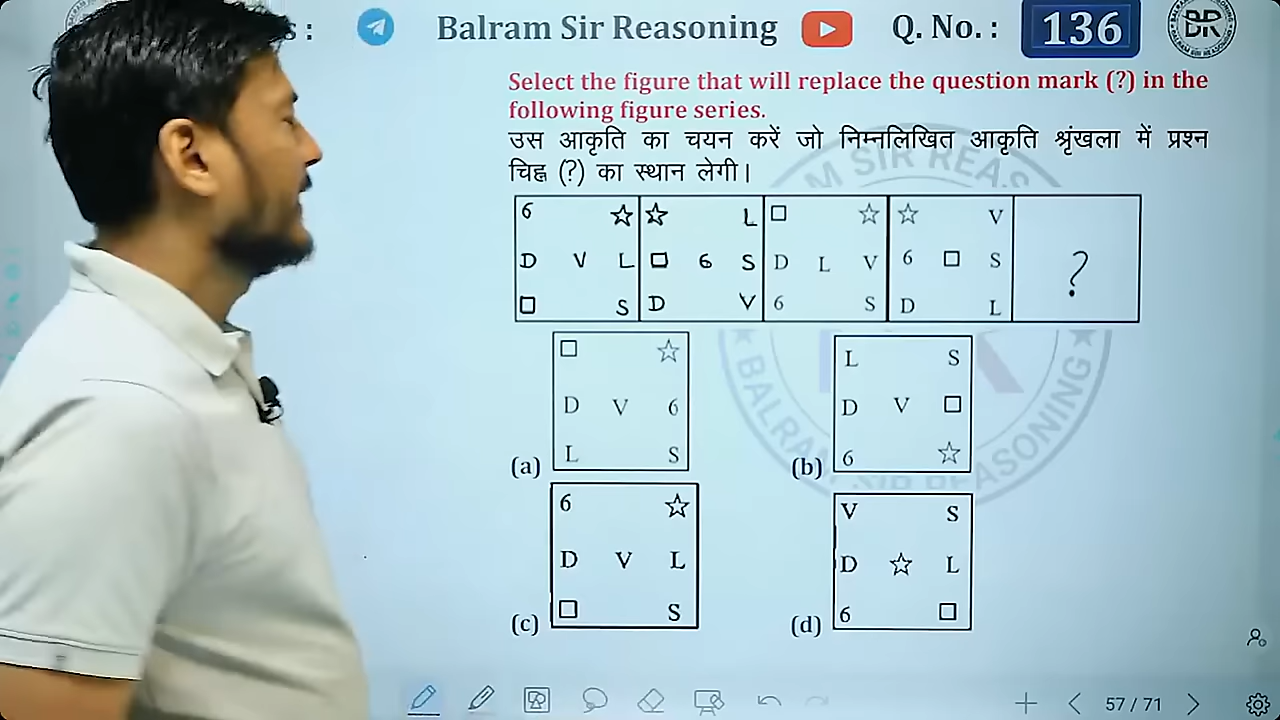 s :
Balram Sir Reasoning
Q. No. :
136
BR
Select the figure that will replace the question mark (?) in the
following figure series.
उस आकृति का चयन करें जो निम्नलिखित आकृति श्रृंखला में प्रश्न
चिह्न (?) का स्थान लेगी।
6 ☆ ☆ L □ ☆ ☆ V
D V L □ 6 S D L V 6 □ S ?
□ S D V 6 S D L
□ ☆
D V 6
(a) L S
L S
D V □
(b) 6 ☆
6 ☆
D V L
(c) □ S
V S
D ☆ L
(d) 6 □
57 / 71